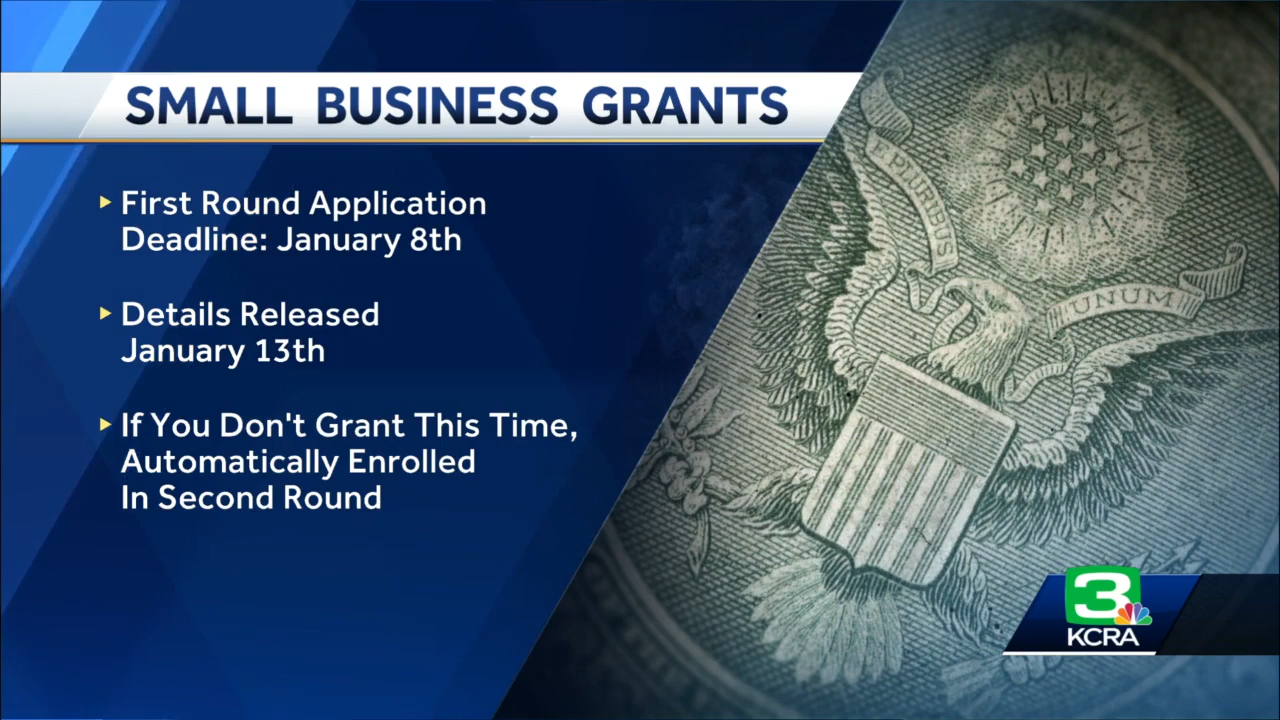 SMALL BUSINESS GRANTS
First Round Application
Deadline: January 8th
Details Released
January 13th
If You Don't Grant This Time,
Automatically Enrolled
In Second Round
PLURIBUS
UNUM
3
KCRA